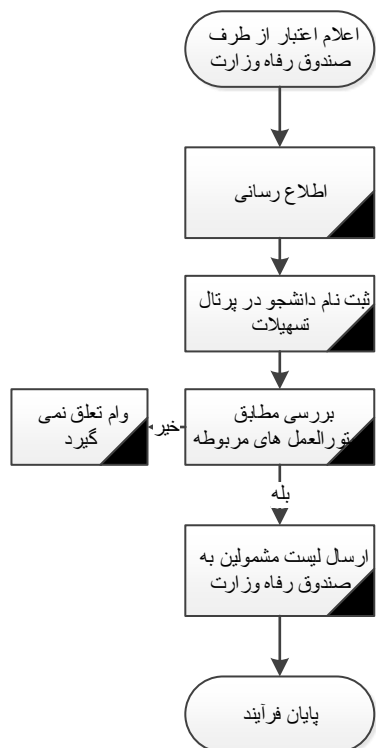 اعلام اعتبار از طرف
صندوق رفاه وزارت
اطلاع رسانی
ثبت نام دانشجو در پرتال
تسهیلات
بررسی مطابق
تورالعمل های مربوطه
خیر
وام تعلق نمی
گیرد
بله
ارسال لیست مشمولین به
صندوق رفاه وزارت
پایان فرآیند